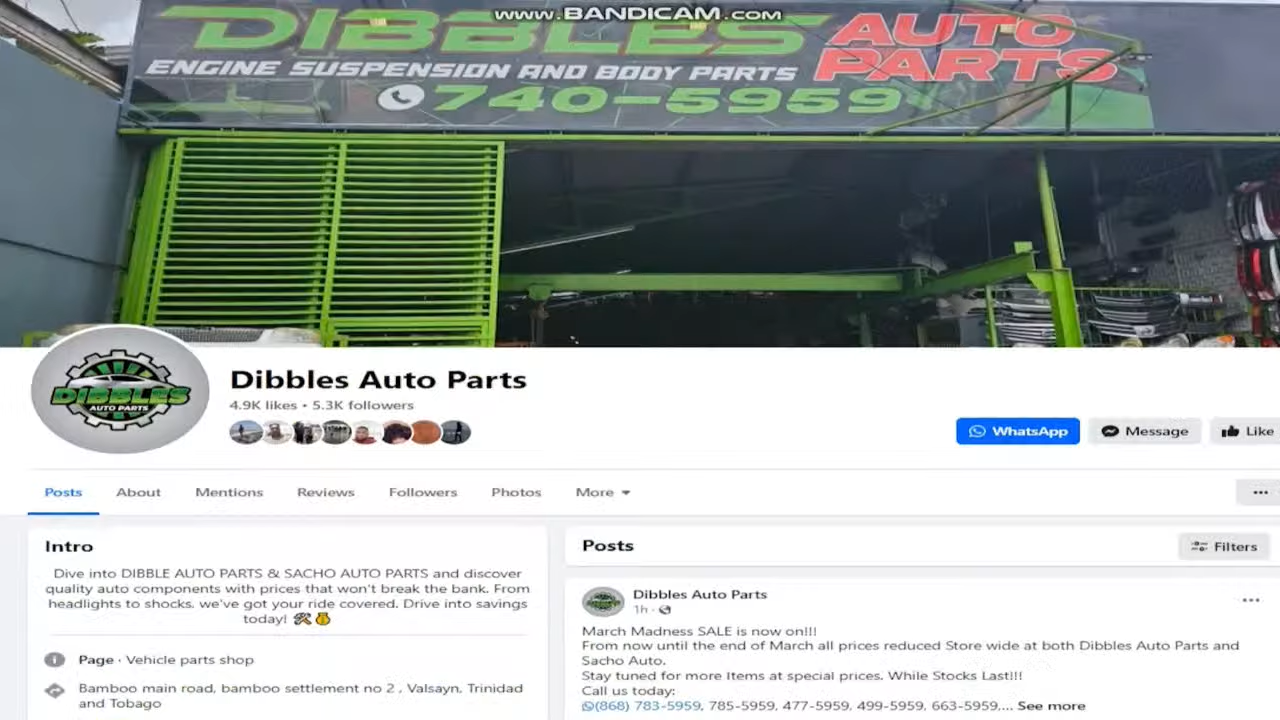 www.BANDICAM.com
DIBBLES AUTO PARTS
ENGINE SUSPENSION AND BODY PARTS
740-5959
DIBBLES
AUTO PARTS
Dibbles Auto Parts
4.9K likes • 5.3K followers
WhatsApp
Message
Like
Posts
About
Mentions
Reviews
Followers
Photos
More
...
Intro
Dive into DIBBLE AUTO PARTS & SACHO AUTO PARTS and discover
quality auto components with prices that won't break the bank. From
headlights to shocks. we've got your ride covered. Drive into savings
today! 🛠️💰
Page · Vehicle parts shop
Bamboo main road, bamboo settlement no 2 , Valsayn, Trinidad
and Tobago
Posts
Filters
Dibbles Auto Parts
1h ·
...
March Madness SALE is now on!!!
From now until the end of March all prices reduced Store wide at both Dibbles Auto Parts and
Sacho Auto.
Stay tuned for more Items at special prices. While Stocks Last!!!
Call us today:
(868) 783-5959, 785-5959, 477-5959, 499-5959, 663-5959,... See more